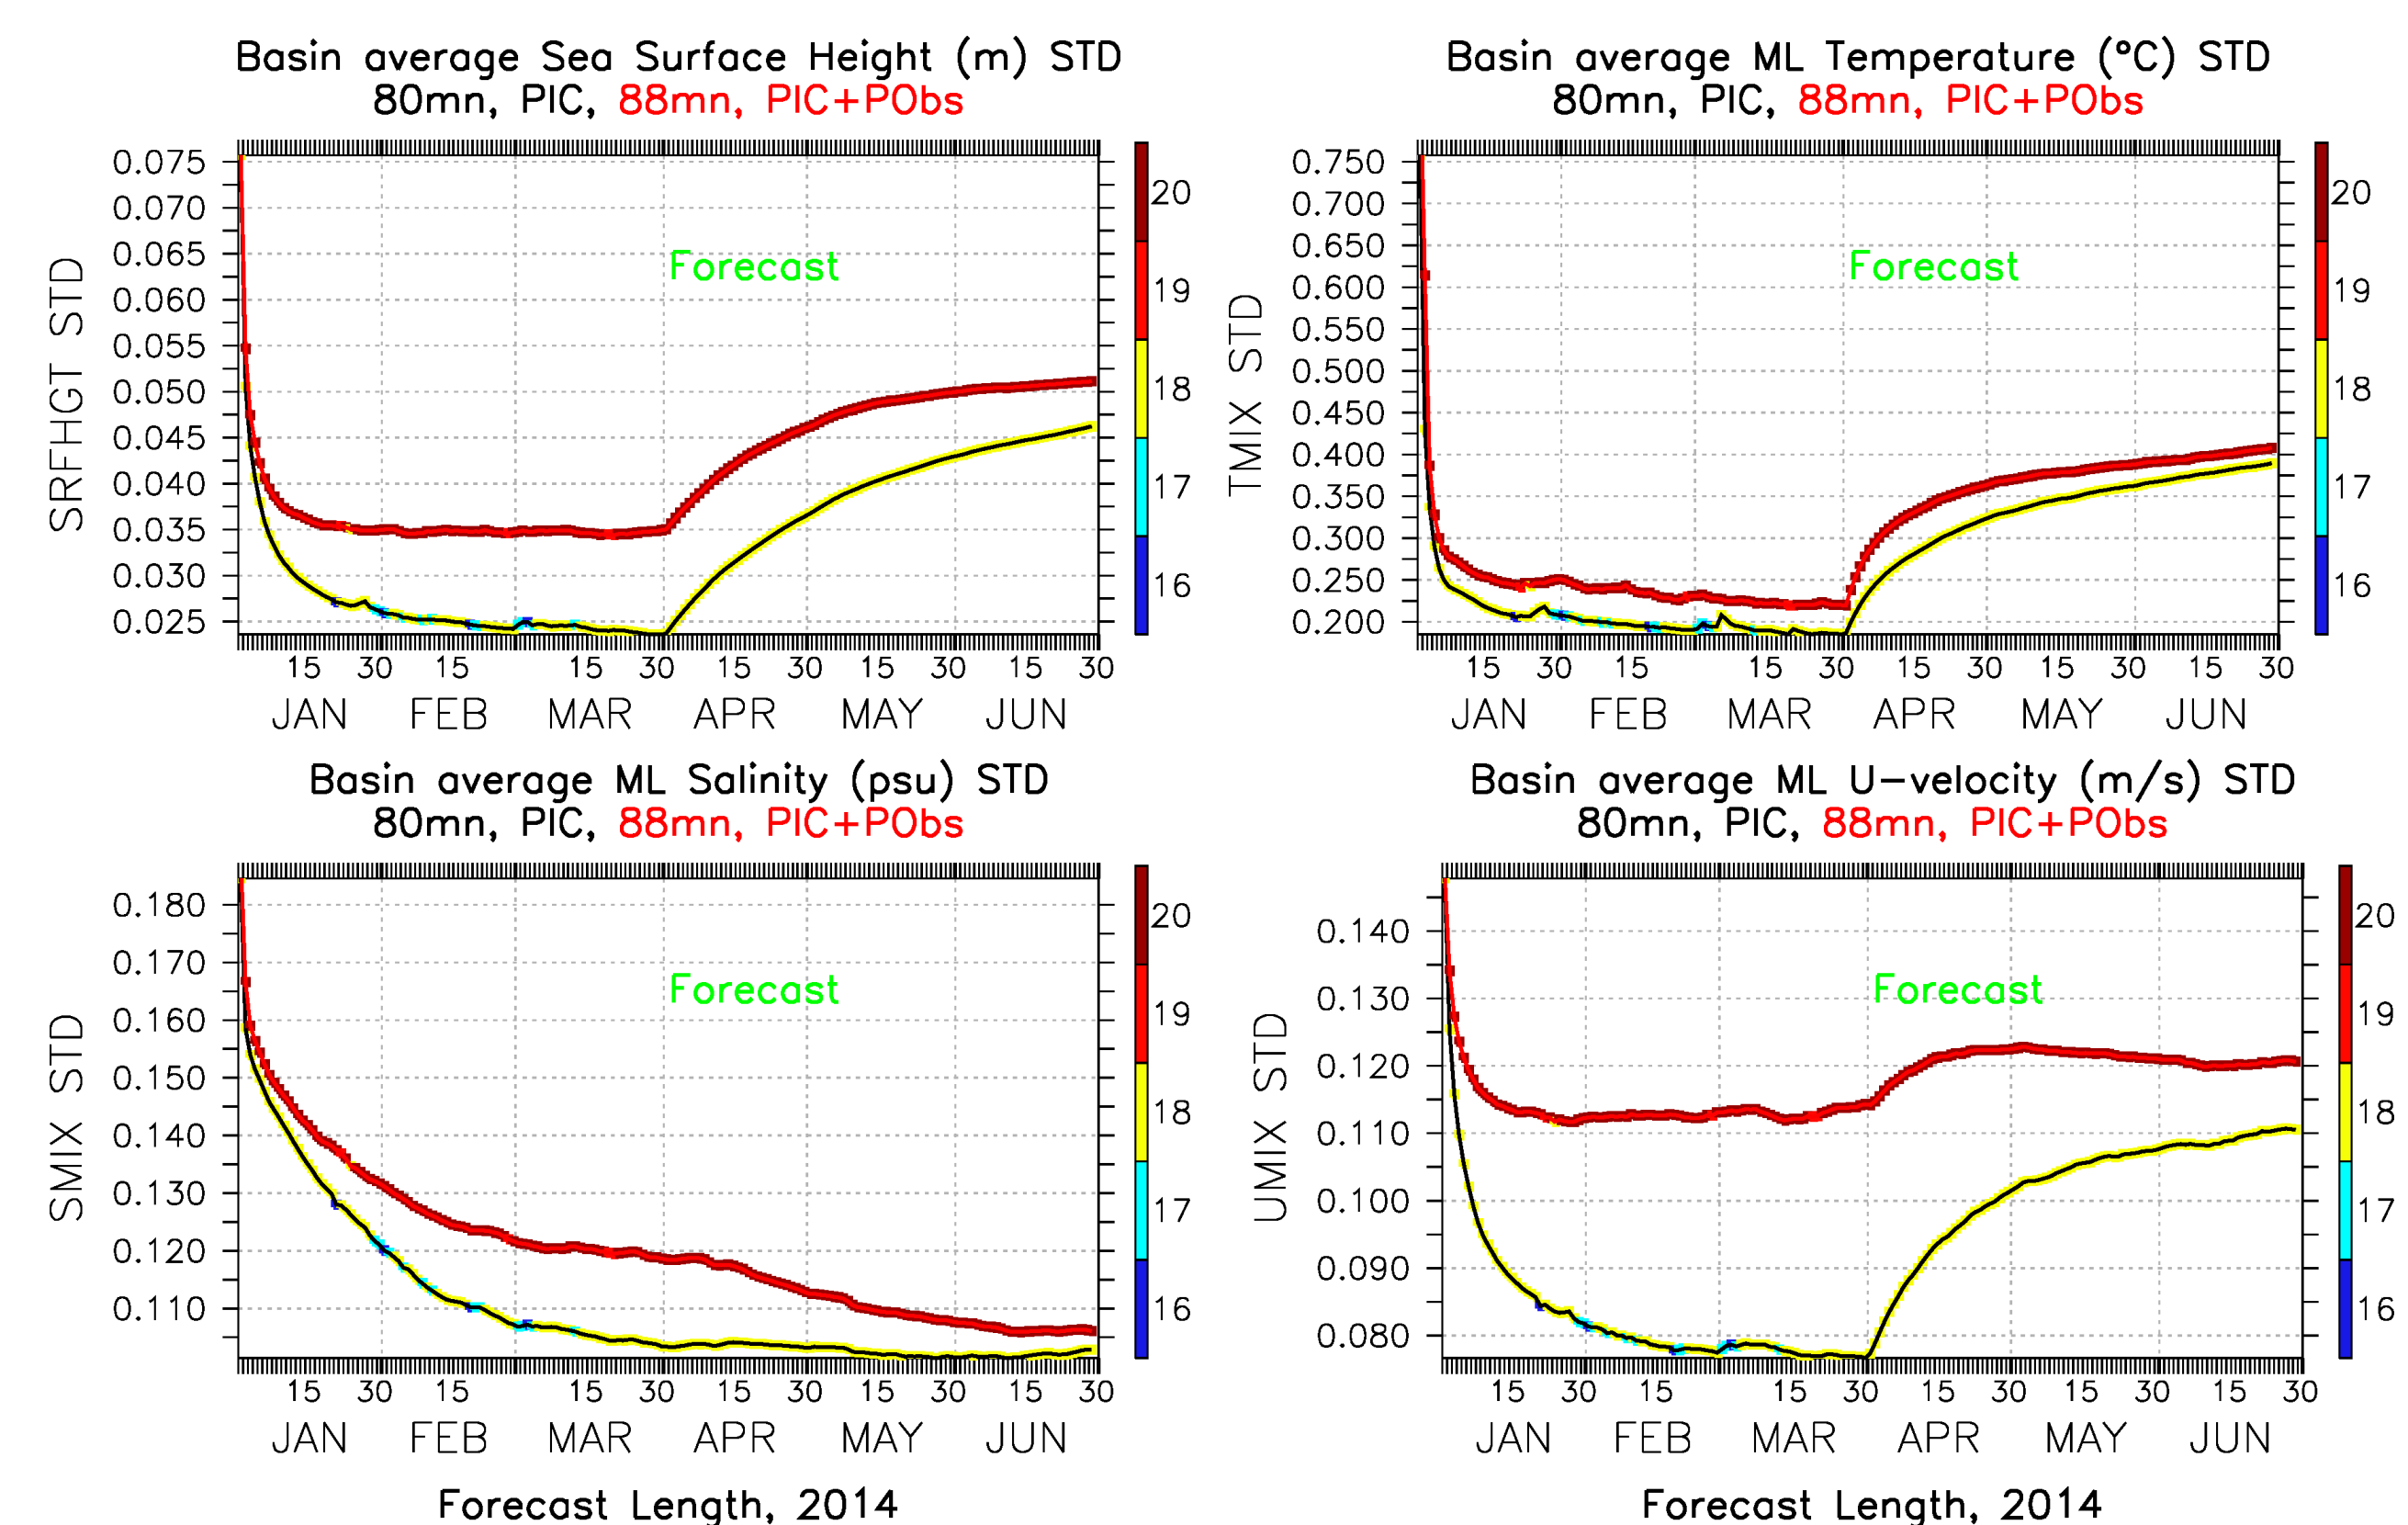 Basin average Sea Surface Height (m) STD
80mn, PIC, 88mn, PIC+PObs
SRFHGT STD
0.075
0.070
0.065
0.060
0.055
0.050
0.045
0.040
0.035
0.030
0.025
Forecast
20
19
18
17
16
15 30 15 15 30 15 30 15 30 15 30
JAN FEB MAR APR MAY JUN
Basin average ML Temperature (°C) STD
80mn, PIC, 88mn, PIC+PObs
TMIX STD
0.750
0.700
0.650
0.600
0.550
0.500
0.450
0.400
0.350
0.300
0.250
0.200
Forecast
20
19
18
17
16
15 30 15 15 30 15 30 15 30 15 30
JAN FEB MAR APR MAY JUN
Basin average ML Salinity (psu) STD
80mn, PIC, 88mn, PIC+PObs
SMIX STD
0.180
0.170
0.160
0.150
0.140
0.130
0.120
0.110
Forecast
20
19
18
17
16
15 30 15 15 30 15 30 15 30 15 30
JAN FEB MAR APR MAY JUN
Forecast Length, 2014
Basin average ML U-velocity (m/s) STD
80mn, PIC, 88mn, PIC+PObs
UMIX STD
0.140
0.130
0.120
0.110
0.100
0.090
0.080
Forecast
20
19
18
17
16
15 30 15 15 30 15 30 15 30 15 30
JAN FEB MAR APR MAY JUN
Forecast Length, 2014